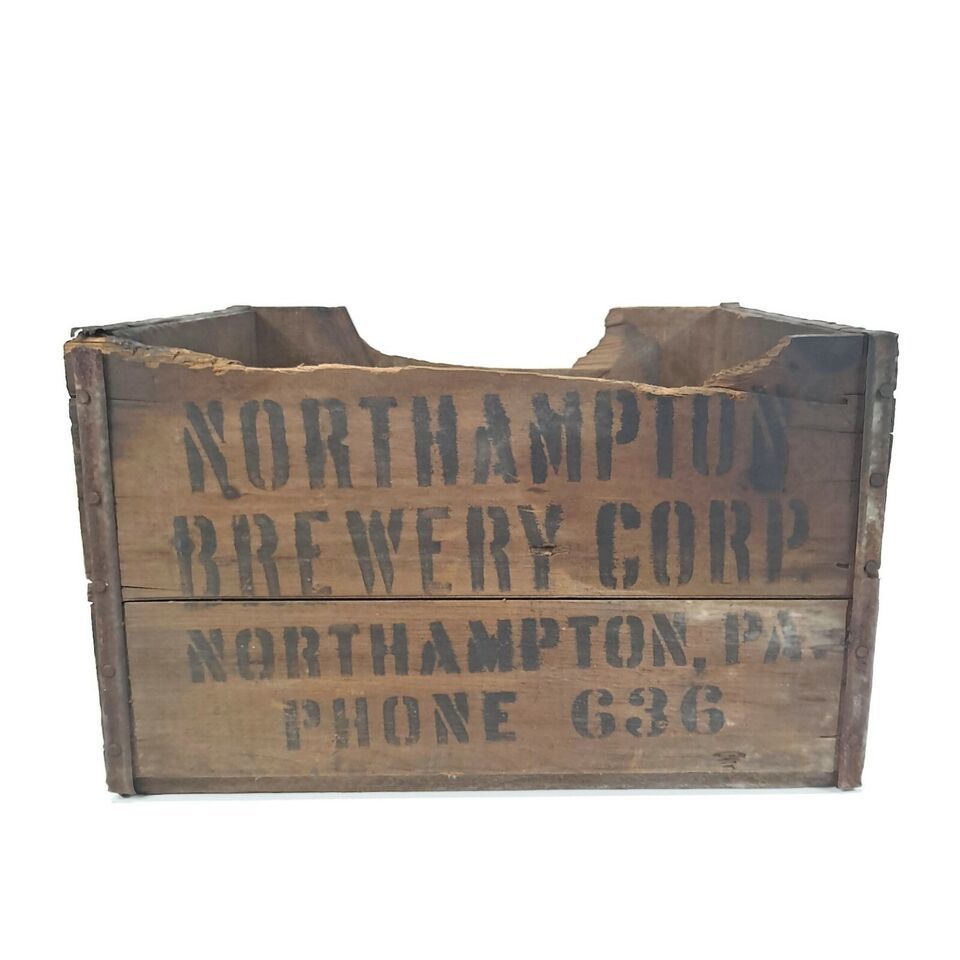 NORTHAMPTON
BREWERY CORP.
NORTHAMPTON, PA.
PHONE 636